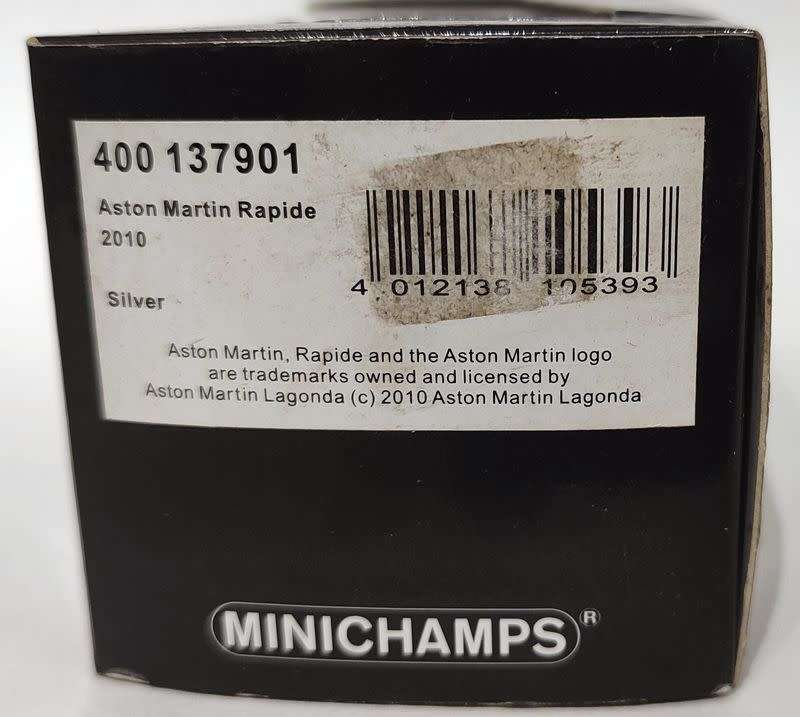 400 137901
Aston Martin Rapide
2010
Silver
4 012138 105393
Aston Martin, Rapide and the Aston Martin logo
are trademarks owned and licensed by
Aston Martin Lagonda (c) 2010 Aston Martin Lagonda
MINICHAMPS®